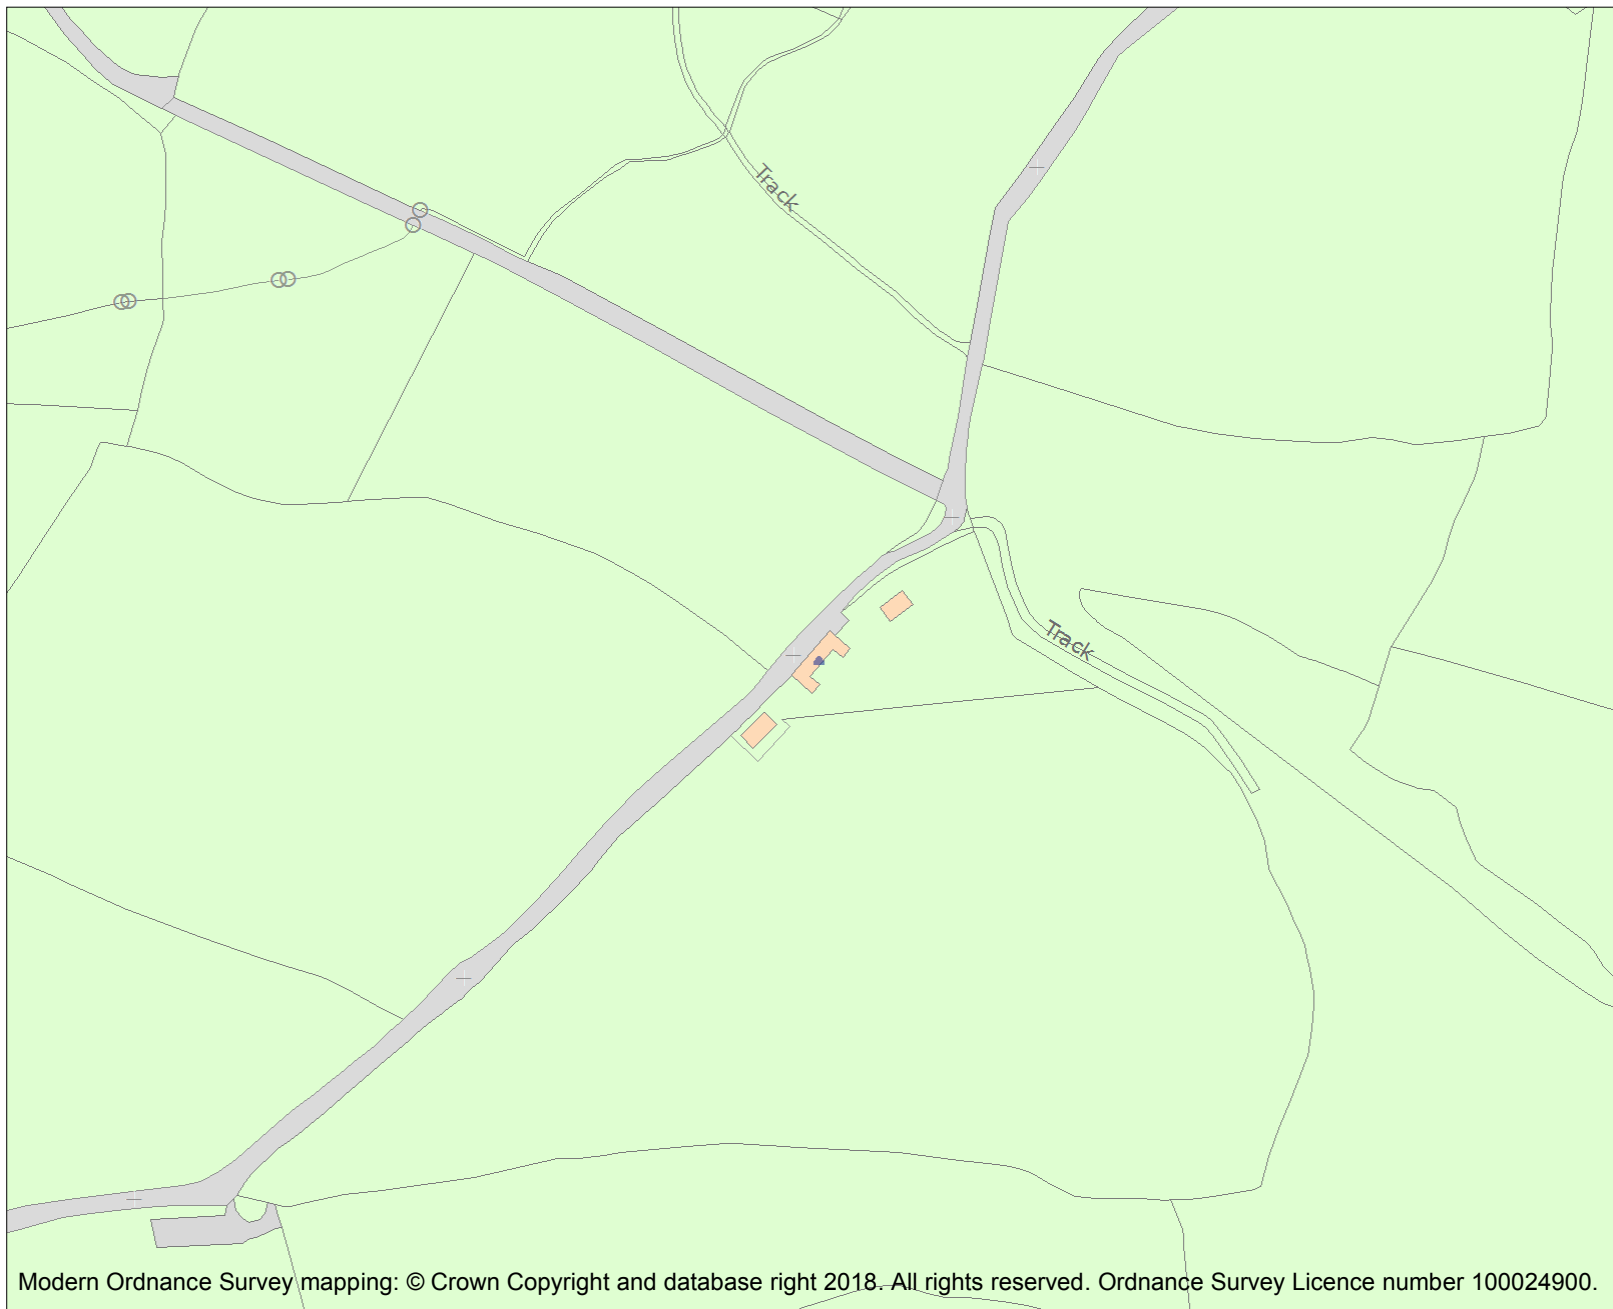 Track
Track
Modern Ordnance Survey mapping: © Crown Copyright and database right 2018. All rights reserved. Ordnance Survey Licence number 100024900.